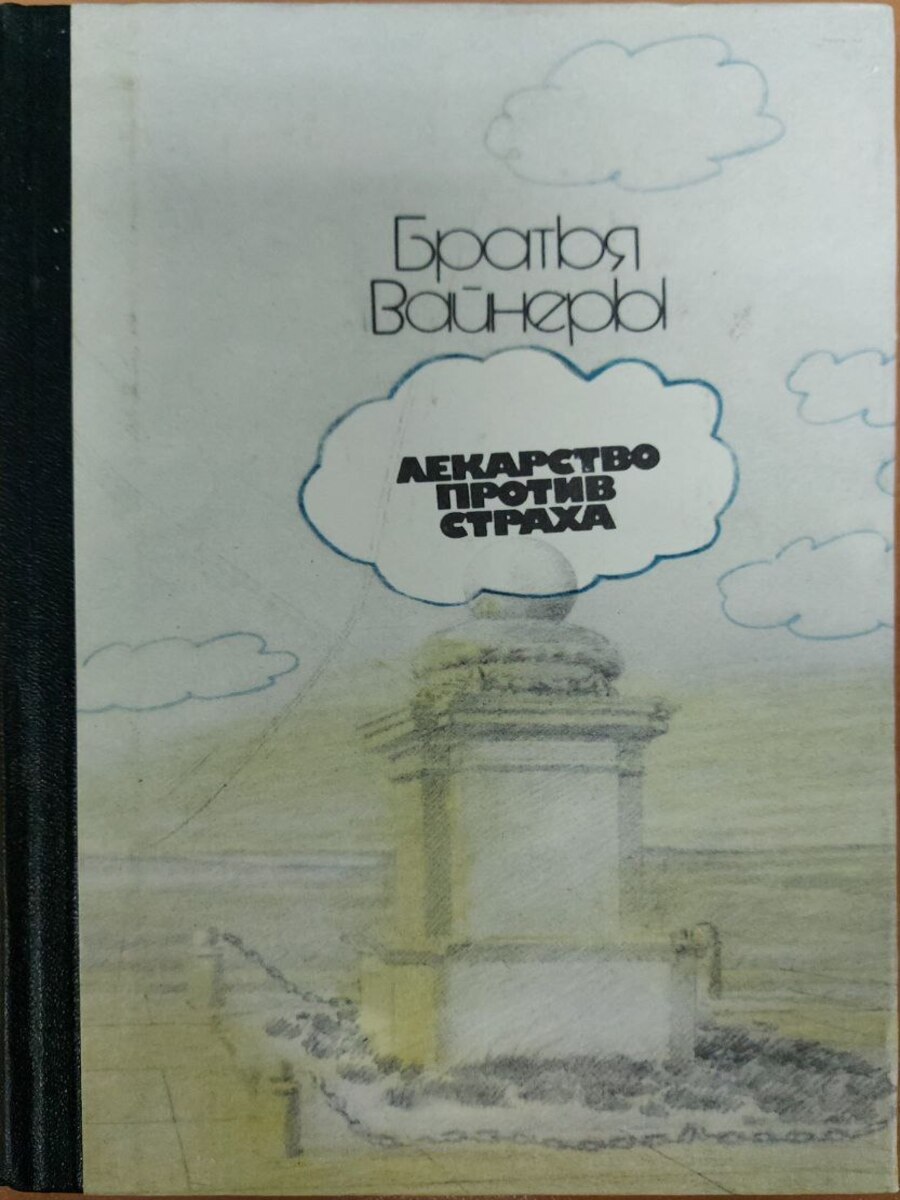 Братья
Вайнеры
ЛЕКАРСТВО
ПРОТИВ
СТРАХА